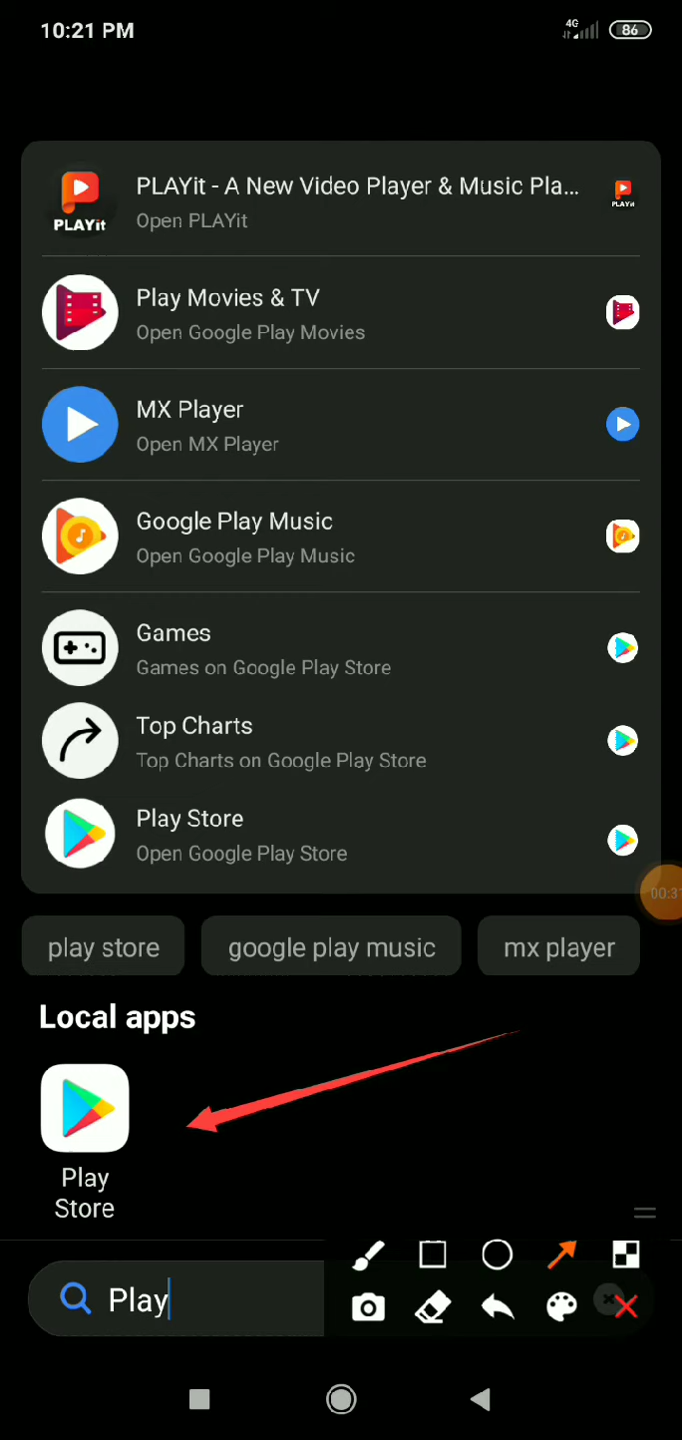 10:21 PM
4G
86
PLAYit - A New Video Player & Music Pla...
Open PLAYit
PLAYit
PLAYit
Play Movies & TV
Open Google Play Movies
MX Player
Open MX Player
Google Play Music
Open Google Play Music
Games
Games on Google Play Store
Top Charts
Top Charts on Google Play Store
Play Store
Open Google Play Store
play store
google play music
mx player
Local apps
Play
Store
Play